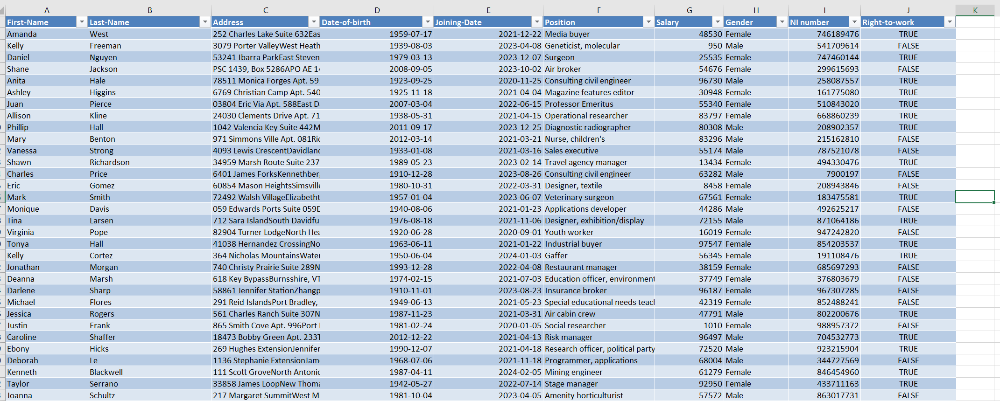 A B C D E F G H I J K
First-Name Last-Name Address Date-of-birth Joining-Date Position Salary Gender NI number Right-to-work
Amanda West 252 Charles Lake Suite 632Eas 1959-07-17 2021-12-22 Media buyer 48530 Female 746189476 TRUE
Kelly Freeman 3079 Porter ValleyWest Heath 1939-08-03 2023-04-08 Geneticist, molecular 950 Male 541709614 FALSE
Daniel Nguyen 53241 Ibarra ParkEast Steven 1979-03-13 2023-12-07 Surgeon 25535 Female 747460144 TRUE
Shane Jackson PSC 1439, Box 5286APO AE 14 2008-09-05 2023-10-02 Air broker 54676 Female 299615693 FALSE
Anita Hale 78511 Monica Forges Apt. 59 1923-09-25 2020-11-25 Consulting civil engineer 96730 Male 258087557 TRUE
Ashley Higgins 6769 Christian Camp Apt. 540 1925-11-18 2021-04-04 Magazine features editor 30948 Female 161775080 TRUE
Juan Pierce 03804 Eric Via Apt. 588East D 2007-03-04 2022-06-15 Professor Emeritus 55340 Female 510843020 TRUE
Allison Kline 24030 Clements Drive Apt. 71 1938-05-31 2021-04-15 Operational researcher 83797 Female 668860239 TRUE
Phillip Hall 1042 Valencia Key Suite 442M 2011-09-17 2023-12-25 Diagnostic radiographer 80308 Male 208902357 TRUE
Mary Benton 971 Simmons Ville Apt. 081Ric 2012-03-14 2021-03-21 Nurse, children's 83296 Male 215162810 FALSE
Vanessa Strong 4093 Lewis CrescentDavidland 1933-01-08 2021-03-16 Sales executive 55174 Male 787521078 FALSE
Shawn Richardson 34959 Marsh Route Suite 237 1989-05-23 2023-02-14 Travel agency manager 13434 Female 494330476 TRUE
Charles Price 6401 James ForksKennethber 1910-12-28 2023-08-26 Consulting civil engineer 63282 Male 7900197 FALSE
Eric Gomez 60854 Mason HeightsSimsville 1980-10-31 2022-03-31 Designer, textile 8458 Female 208943846 FALSE
Mark Smith 72492 Walsh VillageElizabetht 1957-01-04 2023-06-07 Veterinary surgeon 67561 Female 183475581 TRUE
Monique Davis 059 Edwards Ports Suite 059D 1940-08-06 2021-01-23 Applications developer 44286 Male 492625217 FALSE
Tina Larsen 712 Sara IslandSouth Davidfu 1976-08-18 2021-11-06 Designer, exhibition/display 72155 Male 871064186 TRUE
Virginia Pope 82904 Turner LodgeNorth Hea 1920-06-28 2020-09-01 Youth worker 16019 Female 947242820 FALSE
Tonya Hall 41038 Hernandez CrossingNo 1963-06-11 2021-01-22 Industrial buyer 97547 Female 854203537 TRUE
Kelly Cortez 364 Nicholas MountainsWater 1950-06-04 2024-01-03 Gaffer 56345 Female 191108476 TRUE
Jonathan Morgan 740 Christy Prairie Suite 289N 1993-12-28 2022-04-08 Restaurant manager 38159 Female 685697293 FALSE
Deanna Marsh 618 Key BypassBurnsshire, VT 1974-02-15 2021-07-03 Education officer, environment 37749 Female 376803679 FALSE
Darlene Sharp 58861 Jennifer StationZhangp 1910-11-01 2023-08-23 Insurance broker 96187 Female 967307285 FALSE
Michael Flores 291 Reid IslandsPort Bradley, 1949-06-13 2021-05-23 Special educational needs teac 42319 Female 852488241 FALSE
Jessica Rogers 561 Charles Ranch Suite 307N 1987-11-23 2021-03-31 Air cabin crew 47791 Male 802200676 TRUE
Justin Frank 865 Smith Cove Apt. 996Port 1981-02-24 2020-01-05 Social researcher 1010 Female 988957372 FALSE
Caroline Shaffer 18473 Bobby Green Apt. 233T 2012-12-22 2021-04-13 Risk manager 96497 Male 704532773 TRUE
Ebony Hicks 269 Hughes ExtensionJennifer 1990-12-07 2021-04-18 Research officer, political party 72520 Male 923215904 TRUE
Deborah Le 1136 Stephanie ExtensionJam 1968-07-06 2021-11-18 Programmer, applications 68004 Male 344727569 FALSE
Kenneth Blackwell 111 Scott GroveNorth Antonio 1987-04-11 2024-02-05 Mining engineer 61279 Female 846454960 TRUE
Taylor Serrano 33858 James LoopNew Thoma 1942-05-27 2022-07-14 Stage manager 92950 Female 433711163 TRUE
Joanna Schultz 217 Margaret SummitWest M 1981-10-04 2023-04-05 Amenity horticulturist 57572 Male 863017731 FALSE